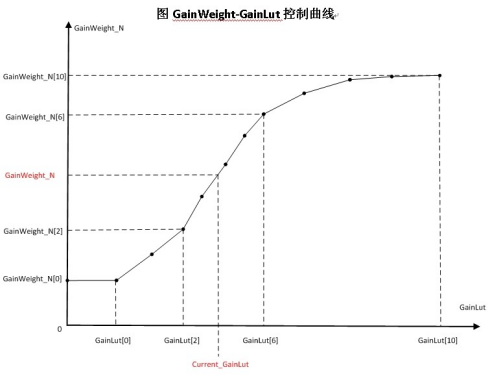 图 GainWeight-GainLut 控制曲线
GainWeight_N
GainWeight_N[10]
GainWeight_N[6]
GainWeight_N
GainWeight_N[2]
GainWeight_N[0]
0
GainLut
GainLut[0]
GainLut[2]
GainLut[6]
GainLut[10]
Current_GainLut